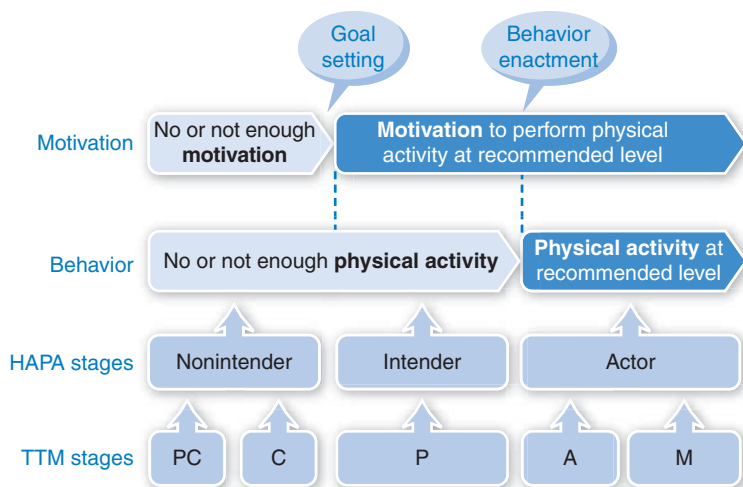 Goal
setting
Behavior
enactment
Motivation
No or not enough
motivation
Motivation to perform physical
activity at recommended level
Behavior
No or not enough physical activity
Physical activity at
recommended level
HAPA stages
Nonintender
Intender
Actor
TTM stages
PC
C
P
A
M